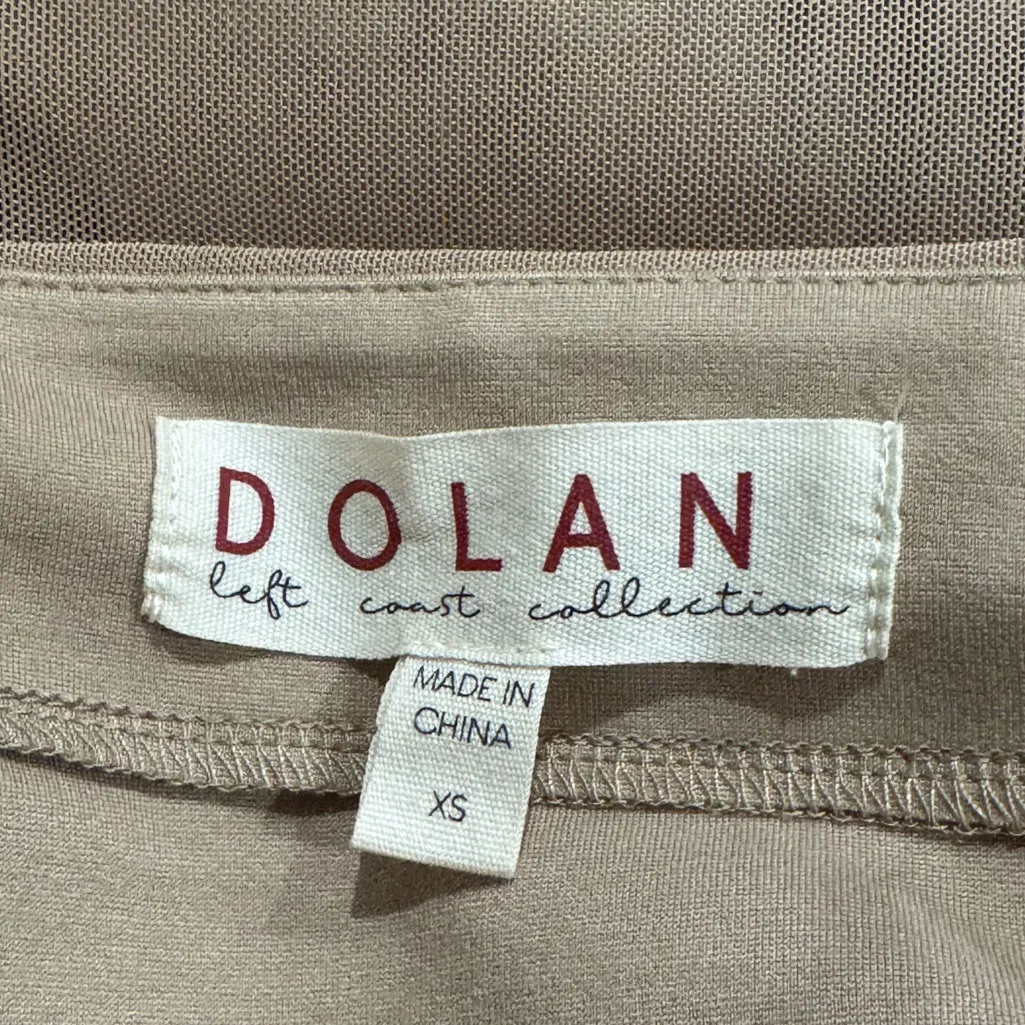 DOLAN
left coast collection
MADE IN
CHINA
XS